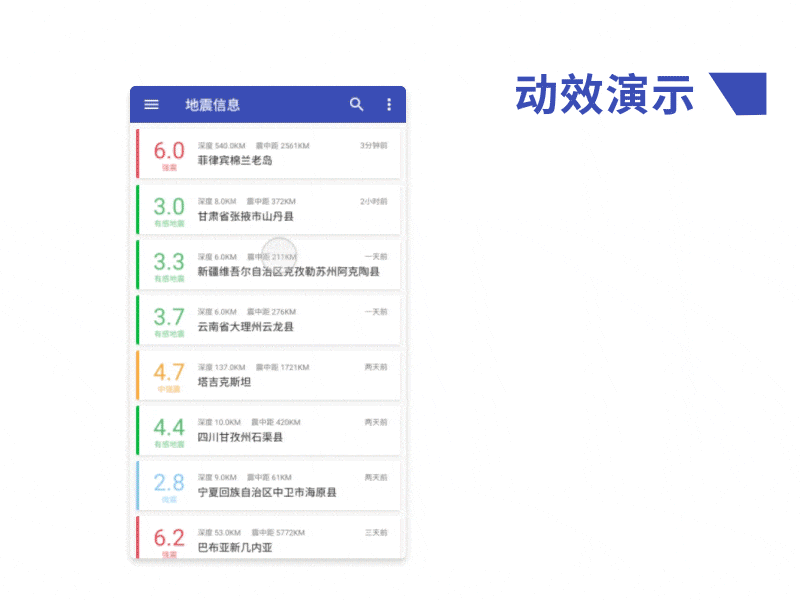 动效演示
地震信息
6.0
强震
深度 540.0KM 震中距 2561KM 3分钟前
菲律宾棉兰老岛
3.0
有感地震
深度 8.0KM 震中距 372KM 2小时前
甘肃省张掖市山丹县
3.3
有感地震
深度 6.0KM 震中距 211KM 一天前
新疆维吾尔自治区克孜勒苏州阿克陶县
3.7
有感地震
深度 6.0KM 震中距 276KM 一天前
云南省大理州云龙县
4.7
中强震
深度 137.0KM 震中距 1721KM 两天前
塔吉克斯坦
4.4
有感地震
深度 10.0KM 震中距 420KM 两天前
四川甘孜州石渠县
2.8
深度 9.0KM 震中距 61KM 两天前
宁夏回族自治区中卫市海原县
6.2
强震
深度 53.0KM 震中距 5772KM 三天前
巴布亚新几内亚